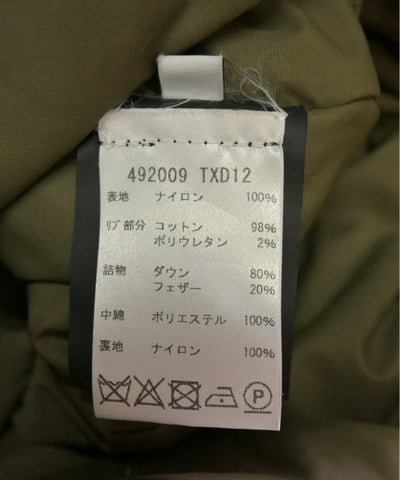 492009 TXD12
表地 ナイロン 100%
リブ部分 コットン 98%
ポリウレタン 2%
詰物 ダウン 80%
フェザー 20%
中綿 ポリエステル 100%
裏地 ナイロン 100%
P